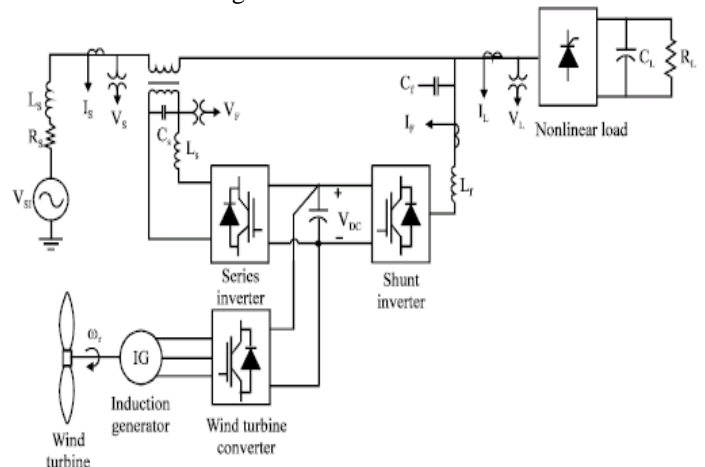 L_S
R_S
V_Sf
I_S
V_S
C_s
V_F
L_s
C_f
I_F
L_f
I_L
V_L
C_L
R_L
Nonlinear load
+
V_DC
−
Series
inverter
Shunt
inverter
ω_r
IG
Induction
generator
Wind turbine
converter
Wind
turbine